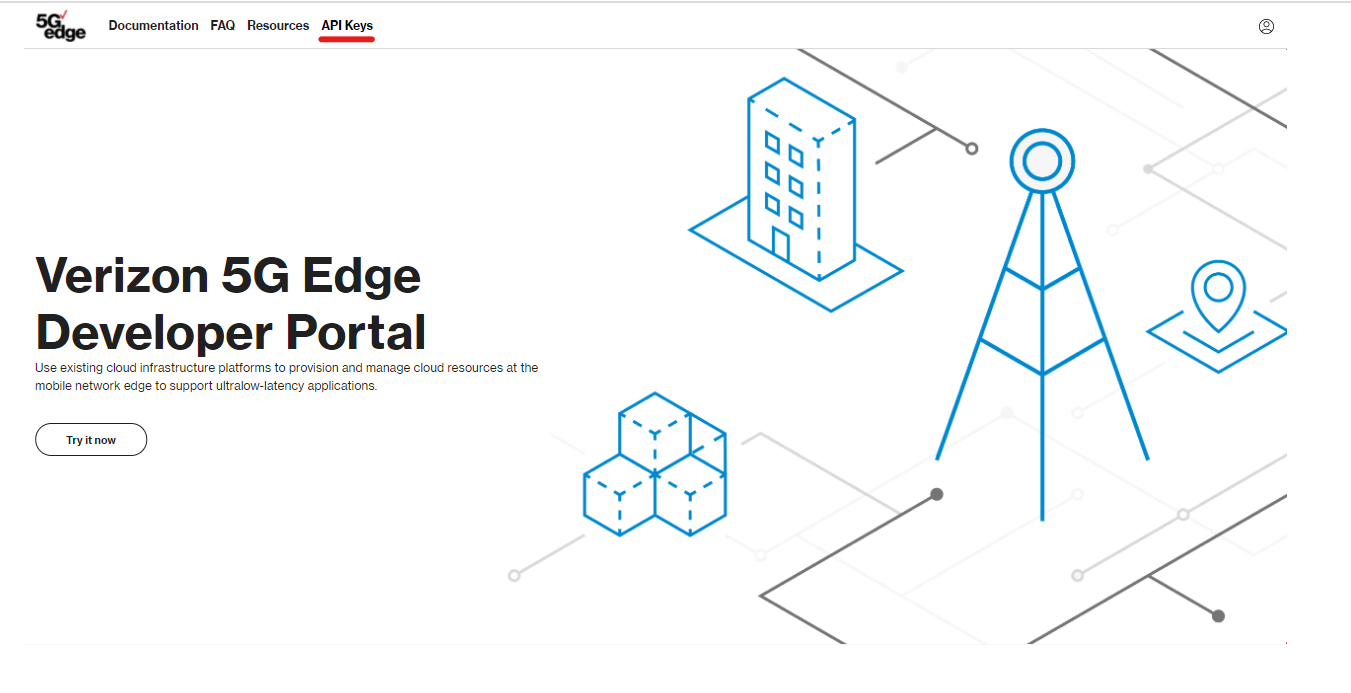 5G edge
Documentation FAQ Resources API Keys
Verizon 5G Edge
Developer Portal
Use existing cloud infrastructure platforms to provision and manage cloud resources at the
mobile network edge to support ultralow-latency applications.
Try it now